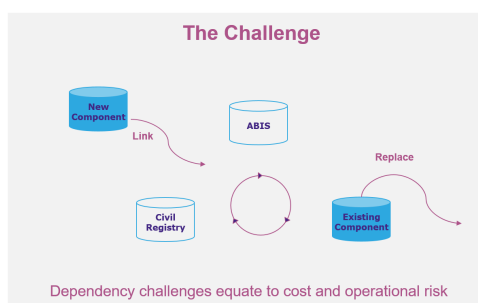 The Challenge
New
Component
Link
ABIS
Replace
Civil
Registry
Existing
Component
Dependency challenges equate to cost and operational risk